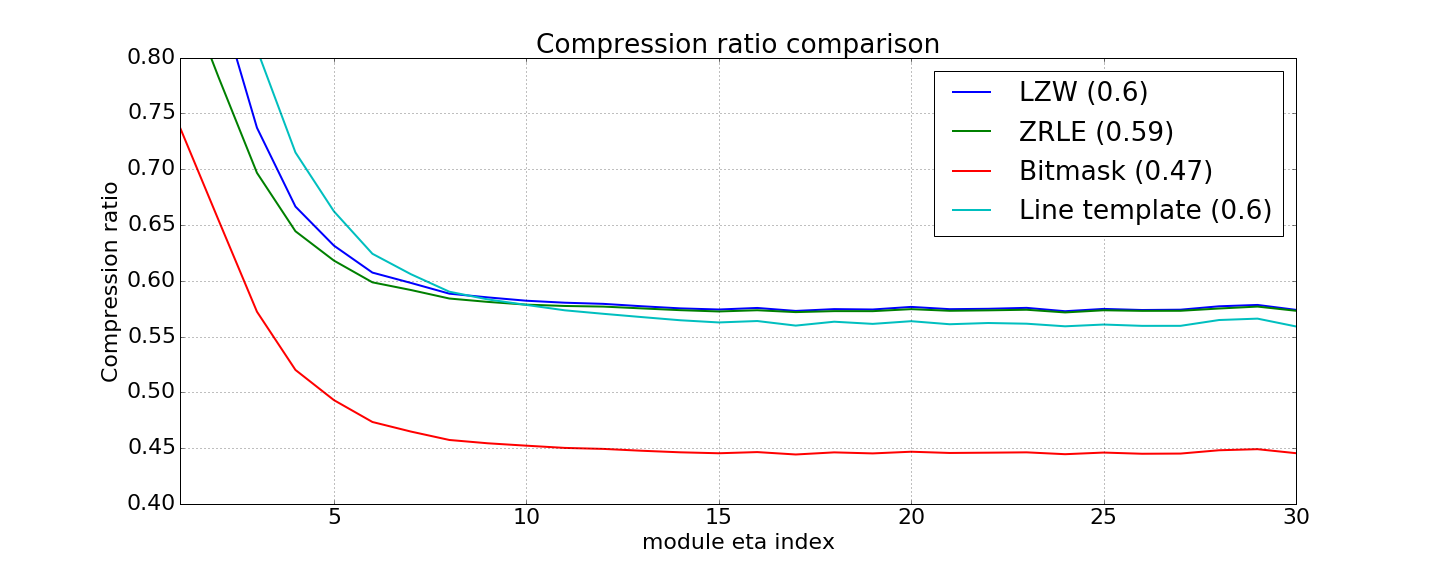 Compression ratio comparison
0.80
0.75
0.70
0.65
0.60
0.55
0.50
0.45
0.40
Compression ratio
LZW (0.6)
ZRLE (0.59)
Bitmask (0.47)
Line template (0.6)
5 10 15 20 25 30
module eta index